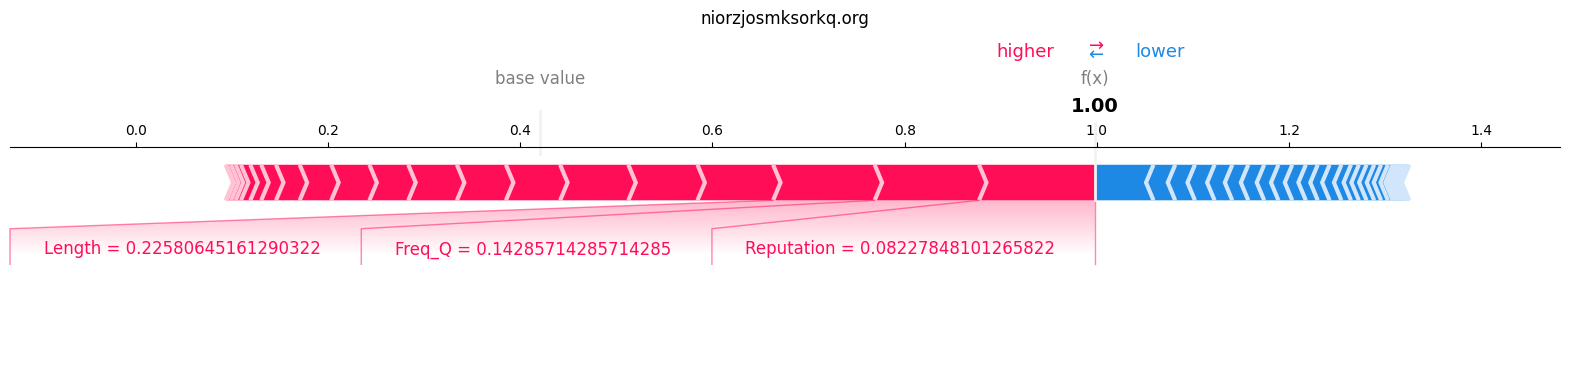 niorzjosmksorkq.org
higher ⇄ lower
base value f(x)
1.00
0.0 0.2 0.4 0.6 0.8 1.0 1.2 1.4
Length = 0.22580645161290322 Freq_Q = 0.14285714285714285 Reputation = 0.08227848101265822